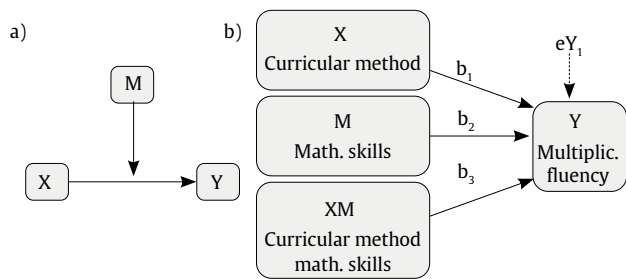 a)
M
X
Y
b)
X
Curricular method
M
Math. skills
XM
Curricular method
math. skills
b₁
b₂
b₃
eY₁
Y
Multiplic.
fluency